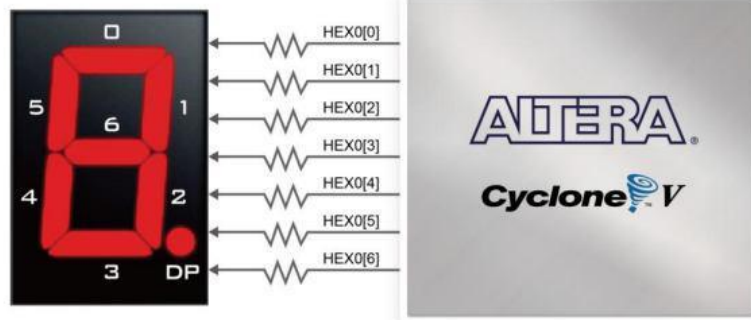 0
5
1
6
4
2
3
DP
HEX0[0]
HEX0[1]
HEX0[2]
HEX0[3]
HEX0[4]
HEX0[5]
HEX0[6]
ALTERA®
Cyclone™ V